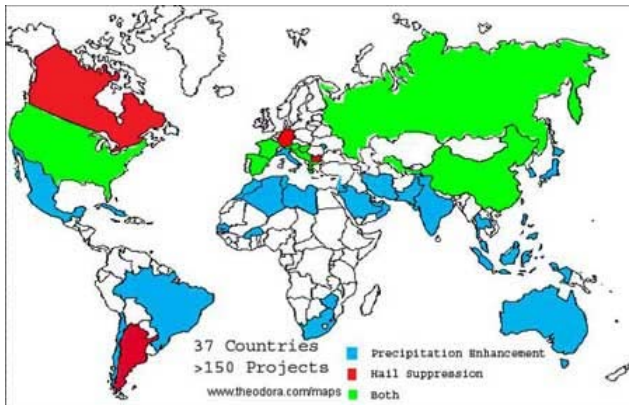 37 Countries
>150 Projects
www.theodora.com/maps
Precipitation Enhancement
Hail Suppression
Both